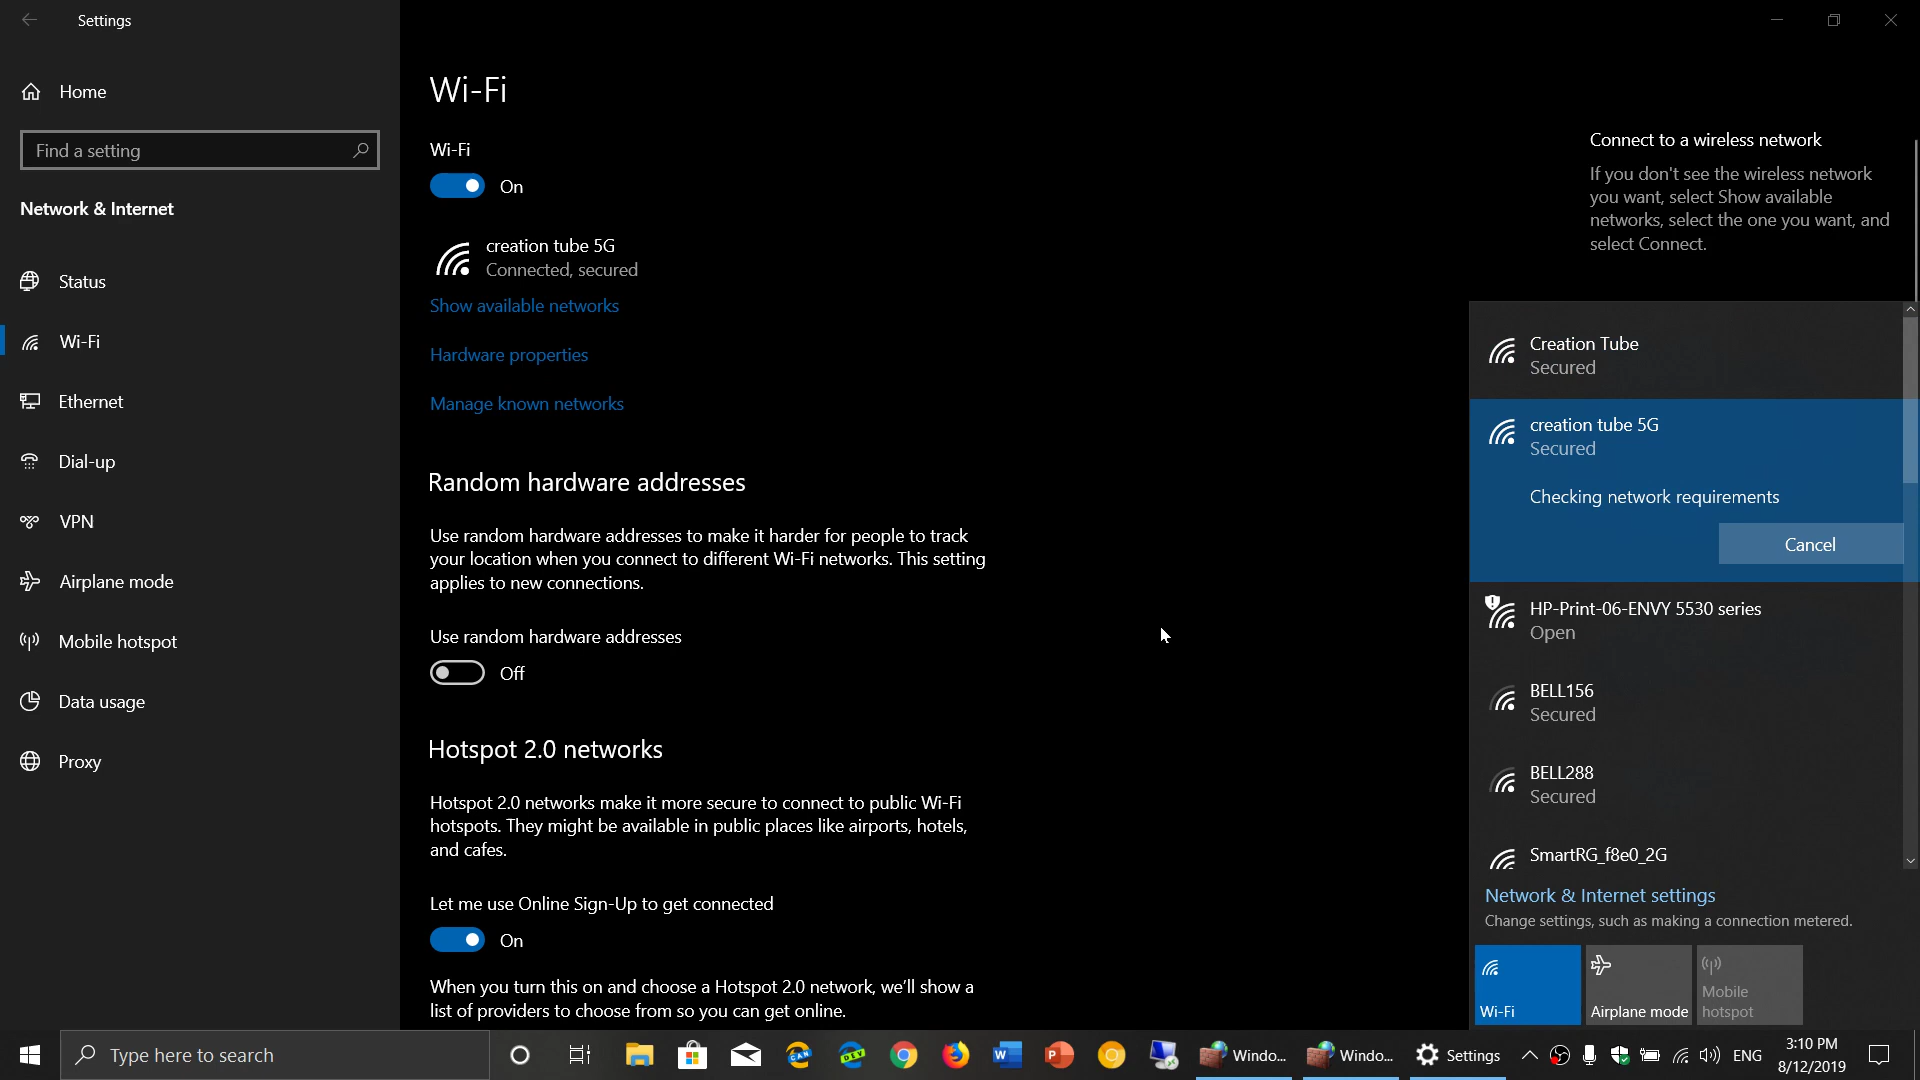 Settings
Home
Find a setting
Network & Internet
Status
Wi-Fi
Ethernet
Dial-up
VPN
Airplane mode
Mobile hotspot
Data usage
Proxy
Wi-Fi
Wi-Fi
On
creation tube 5G
Connected, secured
Show available networks
Hardware properties
Manage known networks
Random hardware addresses
Use random hardware addresses to make it harder for people to track
your location when you connect to different Wi-Fi networks. This setting
applies to new connections.
Use random hardware addresses
Off
Hotspot 2.0 networks
Hotspot 2.0 networks make it more secure to connect to public Wi-Fi
hotspots. They might be available in public places like airports, hotels,
and cafes.
Let me use Online Sign-Up to get connected
On
When you turn this on and choose a Hotspot 2.0 network, we'll show a
list of providers to choose from so you can get online.
Connect to a wireless network
If you don't see the wireless network
you want, select Show available
networks, select the one you want, and
select Connect.
Creation Tube
Secured
creation tube 5G
Secured
Checking network requirements
Cancel
HP-Print-06-ENVY 5530 series
Open
BELL156
Secured
BELL288
Secured
SmartRG_f8e0_2G
Network & Internet settings
Change settings, such as making a connection metered.
Wi-Fi
Airplane mode
Mobile
hotspot
Type here to search
CAN
DEV
Windo...
Windo...
Settings
ENG
3:10 PM
8/12/2019